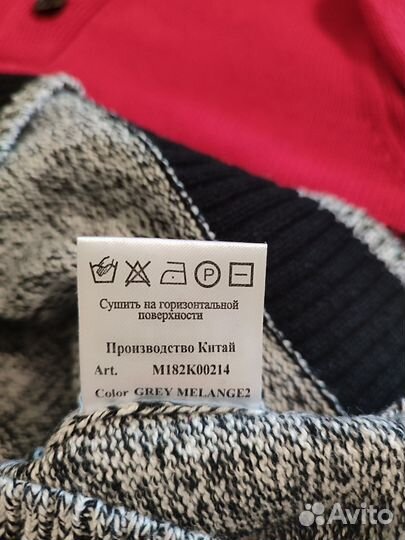 Сушить на горизонтальной
поверхности
Производство Китай
Art. M182K00214
Color GREY MELANGE2
Avito